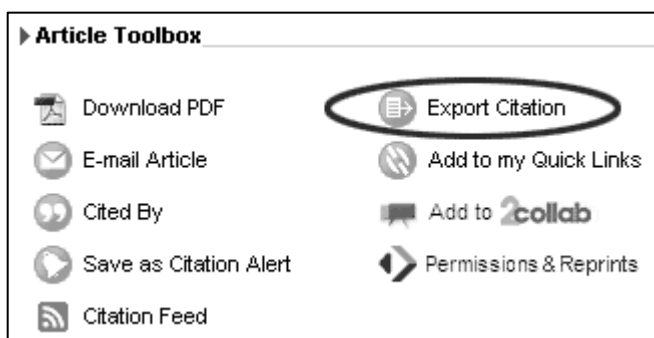 Article Toolbox
Download PDF
Export Citation
E-mail Article
Add to my Quick Links
Cited By
Add to 2collab
Save as Citation Alert
Permissions & Reprints
Citation Feed